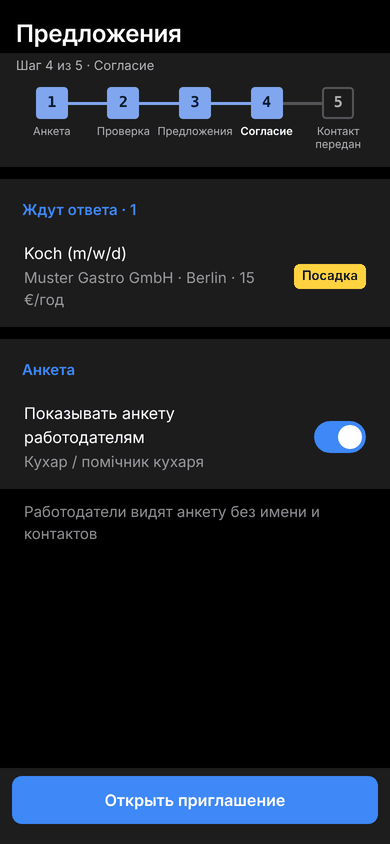 Предложения
Шаг 4 из 5 · Согласие
1
2
3
4
5
Анкета
Проверка
Предложения
Согласие
Контакт
передан
Ждут ответа · 1
Koch (m/w/d)
Muster Gastro GmbH · Berlin · 15
€/год
Посадка
Анкета
Показывать анкету
работодателям
Кухар / помічник кухаря
Работодатели видят анкету без имени и
контактов
Открыть приглашение